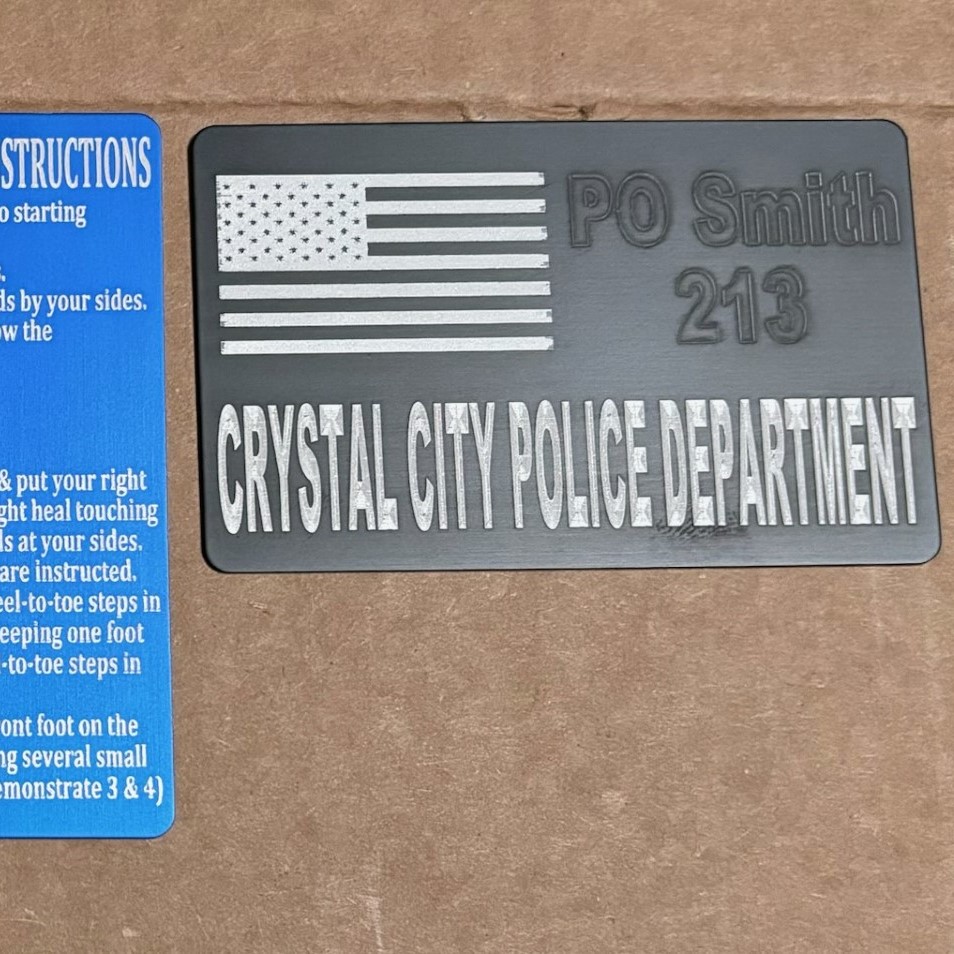 STRUCTIONS
o starting
s.
ds by your sides.
ow the
& put your right
ght heal touching
ds at your sides.
are instructed.
eel-to-toe steps in
eeping one foot
-to-toe steps in
ront foot on the
ng several small
emonstrate 3 & 4)
PO Smith
213
CRYSTAL CITY POLICE DEPARTMENT